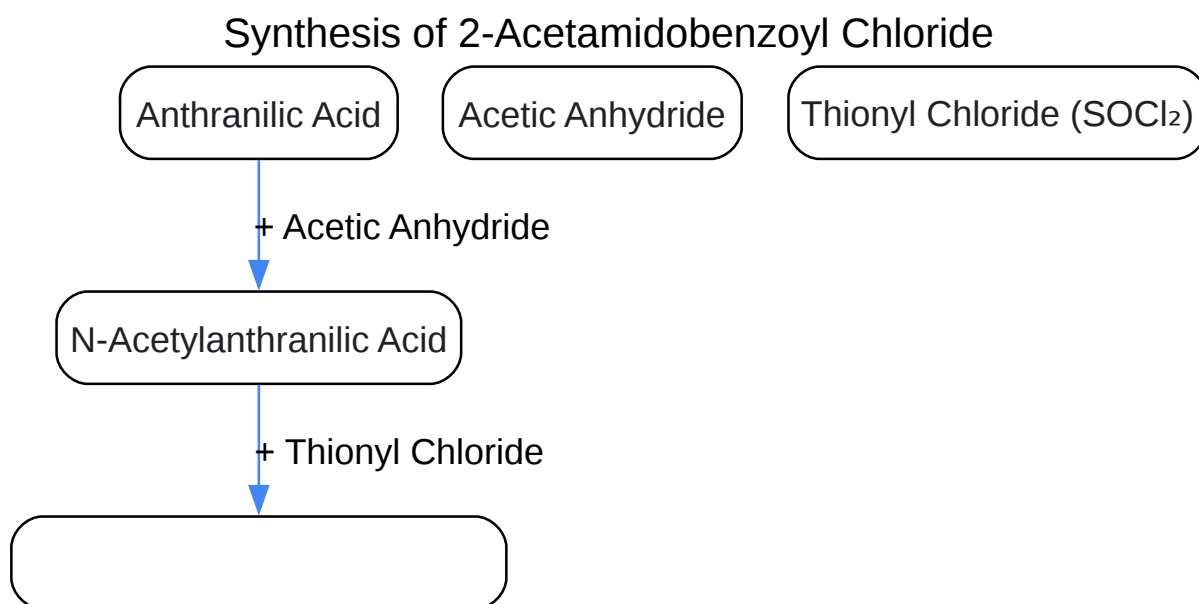 Synthesis of 2-Acetamidobenzoyl Chloride
Anthranilic Acid
Acetic Anhydride
Thionyl Chloride (SOCl₂)
+ Acetic Anhydride
N-Acetylanthranilic Acid
+ Thionyl Chloride